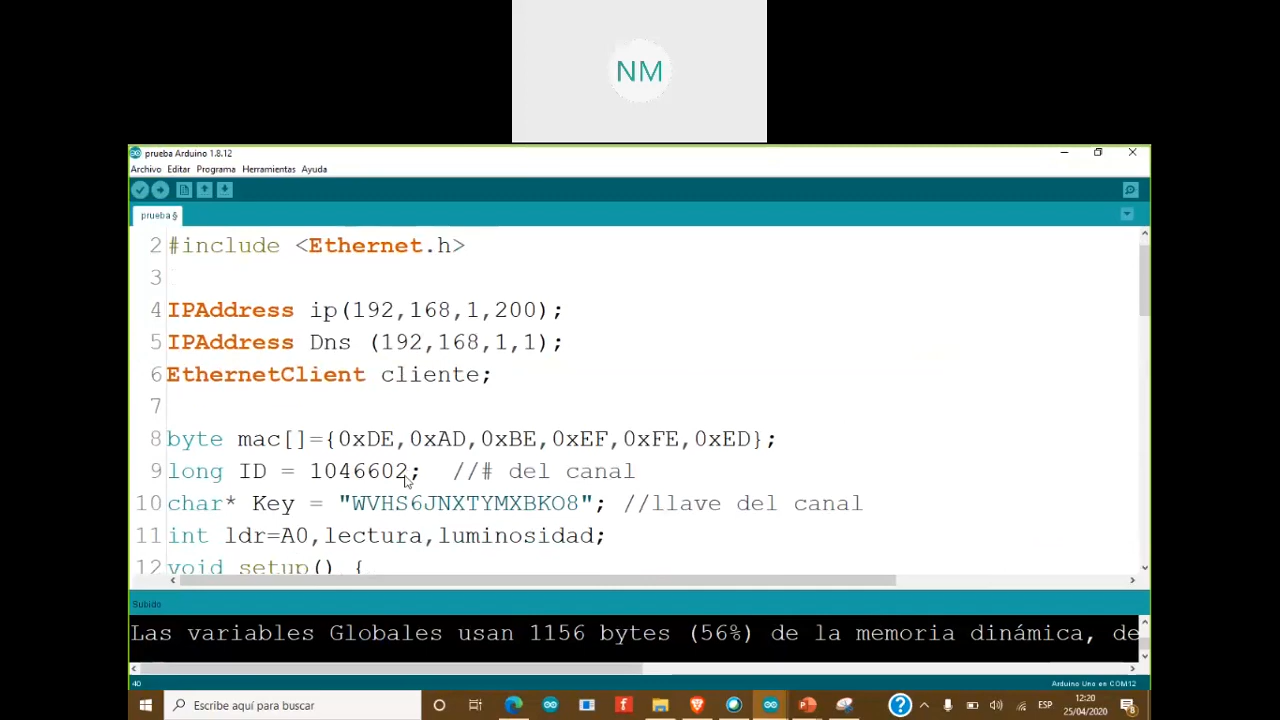 NM
prueba Arduino 1.8.12
Archivo Editar Programa Herramientas Ayuda
prueba §
2 #include <Ethernet.h>
3
4 IPAddress ip(192,168,1,200);
5 IPAddress Dns (192,168,1,1);
6 EthernetClient cliente;
7
8 byte mac[]={0xDE,0xAD,0xBE,0xEF,0xFE,0xED};
9 long ID = 1046602; //# del canal
10 char* Key = "WVHS6JNXTYMXBKO8"; //llave del canal
11 int ldr=A0,lectura,luminosidad;
12 void setup() {
Subido
Las variables Globales usan 1156 bytes (56%) de la memoria dinámica, de
40 Arduino Uno en COM12
Escribe aquí para buscar
ESP
12:20
25/04/2020
8